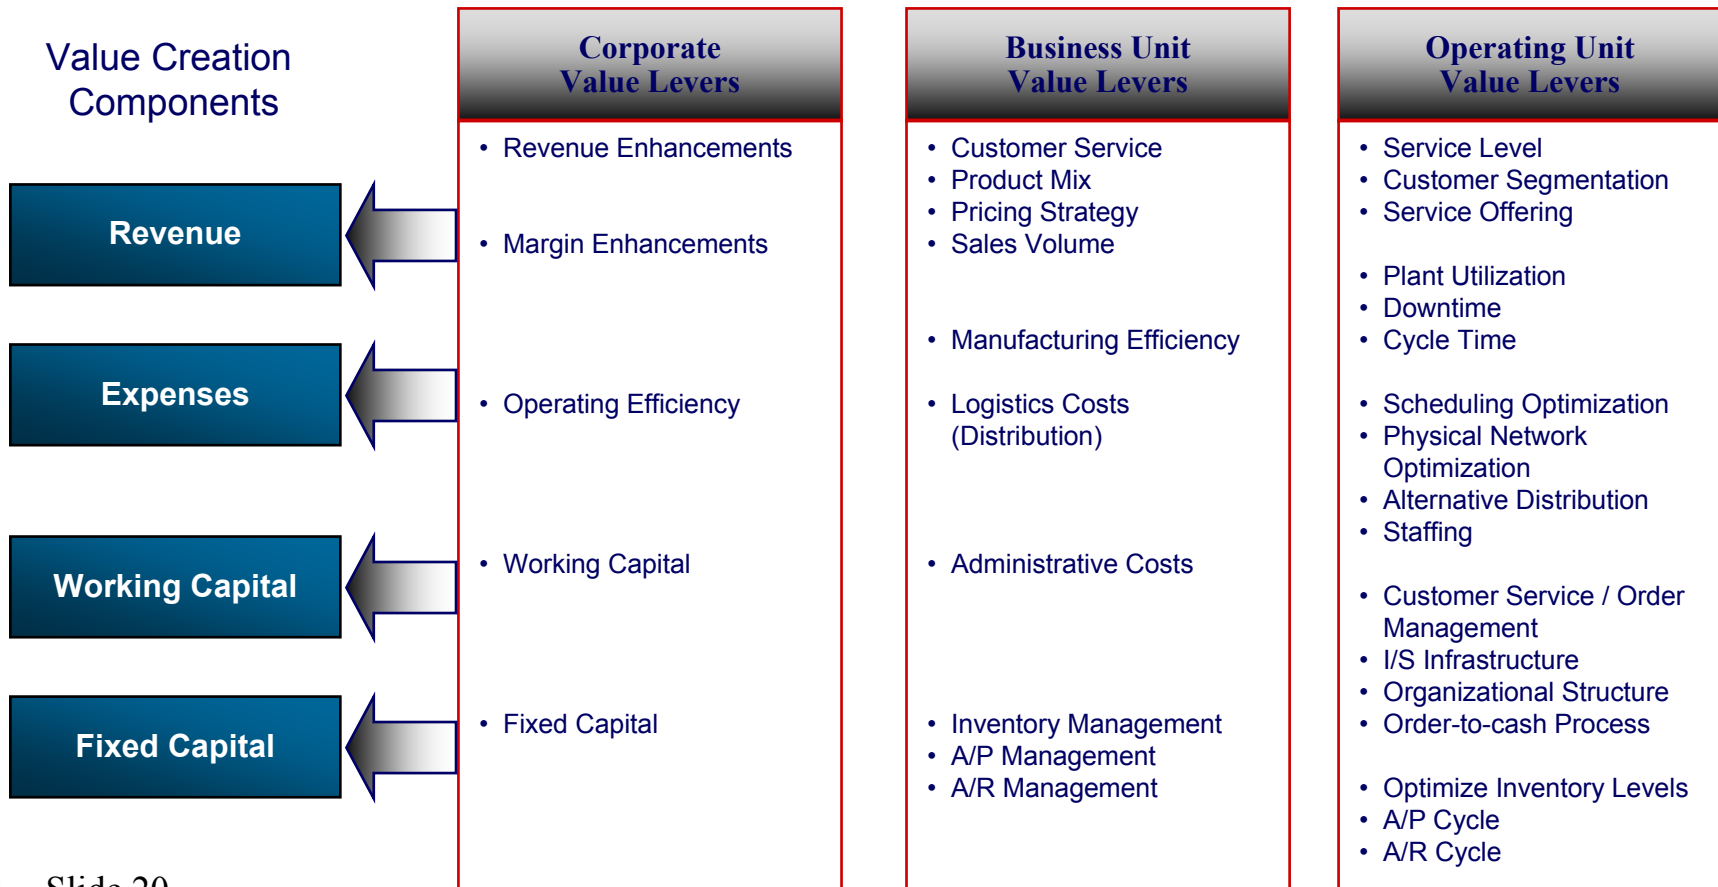 Value Creation
Components
Revenue
Expenses
Working Capital
Fixed Capital
Corporate
Value Levers
• Revenue Enhancements
• Margin Enhancements
• Operating Efficiency
• Working Capital
• Fixed Capital
Business Unit
Value Levers
• Customer Service
• Product Mix
• Pricing Strategy
• Sales Volume
• Manufacturing Efficiency
• Logistics Costs
(Distribution)
• Administrative Costs
• Inventory Management
• A/P Management
• A/R Management
Operating Unit
Value Levers
• Service Level
• Customer Segmentation
• Service Offering
• Plant Utilization
• Downtime
• Cycle Time
• Scheduling Optimization
• Physical Network
Optimization
• Alternative Distribution
• Staffing
• Customer Service / Order
Management
• I/S Infrastructure
• Organizational Structure
• Order-to-cash Process
• Optimize Inventory Levels
• A/P Cycle
• A/R Cycle
Slide 20